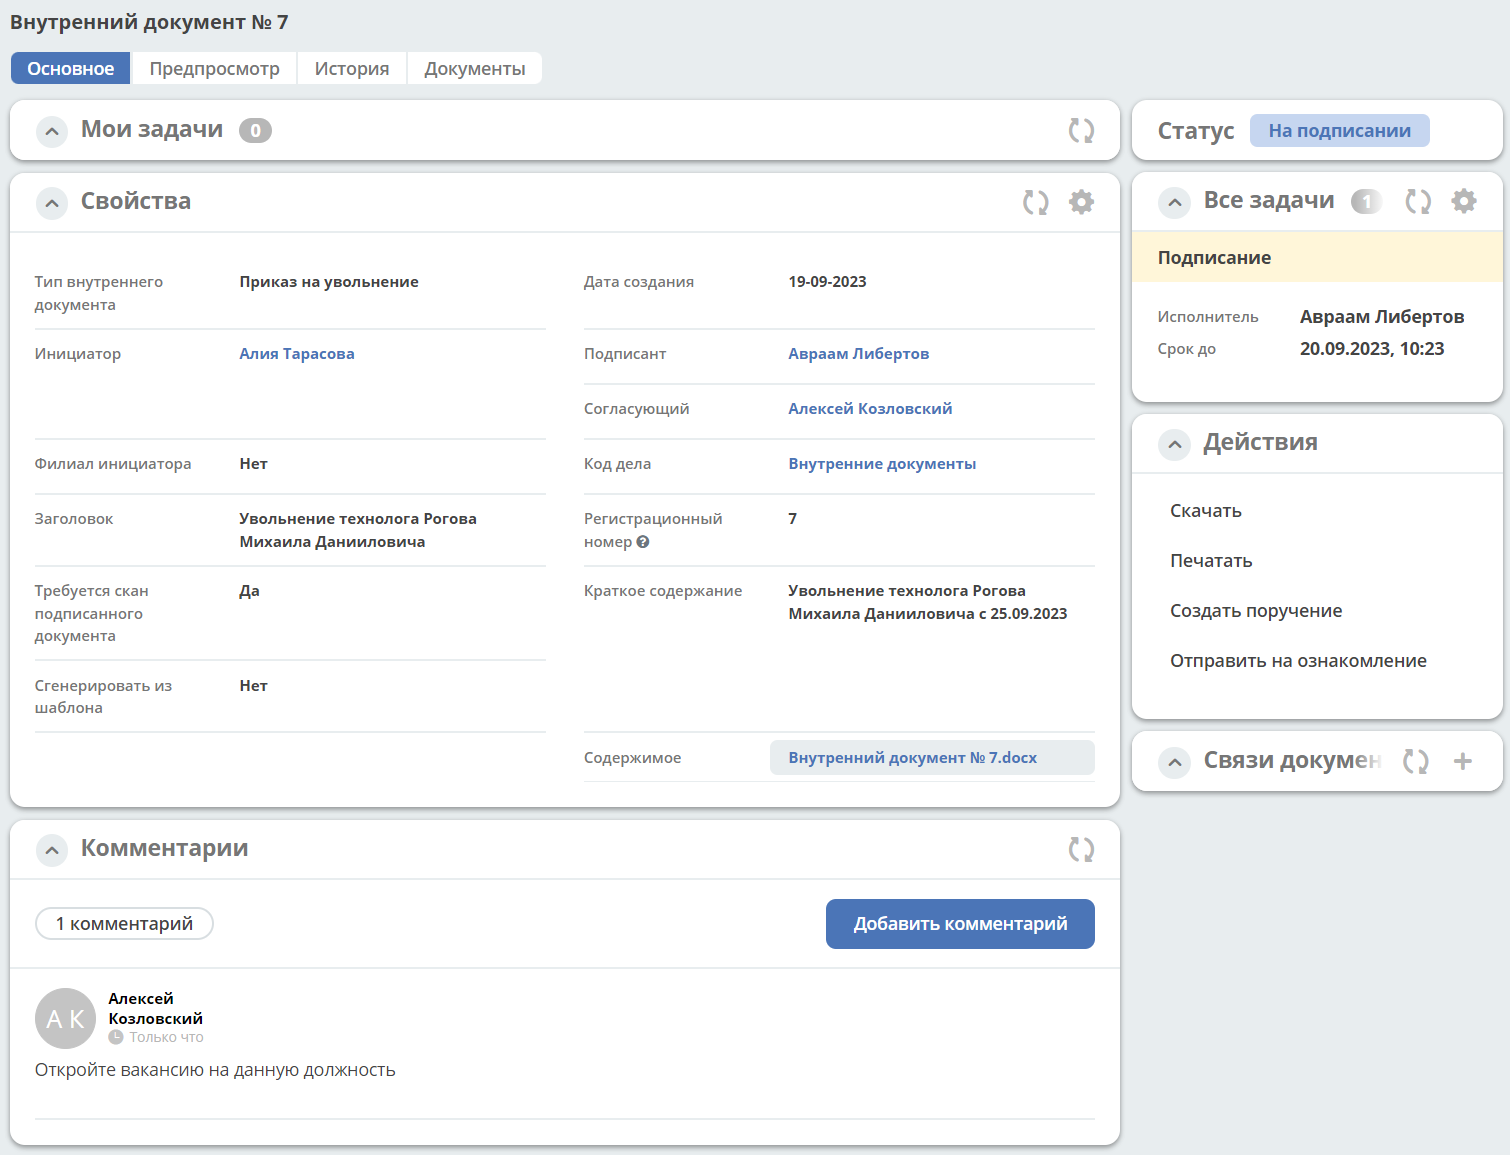 Внутренний документ № 7
Основное
Предпросмотр
История
Документы
Мои задачи 0
Свойства
Тип внутреннего
документа
Приказ на увольнение
Дата создания
19-09-2023
Инициатор
Алия Тарасова
Подписант
Авраам Либертов
Согласующий
Алексей Козловский
Филиал инициатора
Нет
Код дела
Внутренние документы
Заголовок
Увольнение технолога Рогова
Михаила Данииловича
Регистрационный
номер
7
Требуется скан
подписанного
документа
Да
Краткое содержание
Увольнение технолога Рогова
Михаила Данииловича с 25.09.2023
Сгенерировать из
шаблона
Нет
Содержимое
Внутренний документ № 7.docx
Комментарии
1 комментарий
Добавить комментарий
А К
Алексей
Козловский
Только что
Откройте вакансию на данную должность
Статус
На подписании
Все задачи 1
Подписание
Исполнитель
Авраам Либертов
Срок до
20.09.2023, 10:23
Действия
Скачать
Печатать
Создать поручение
Отправить на ознакомление
Связи докумен